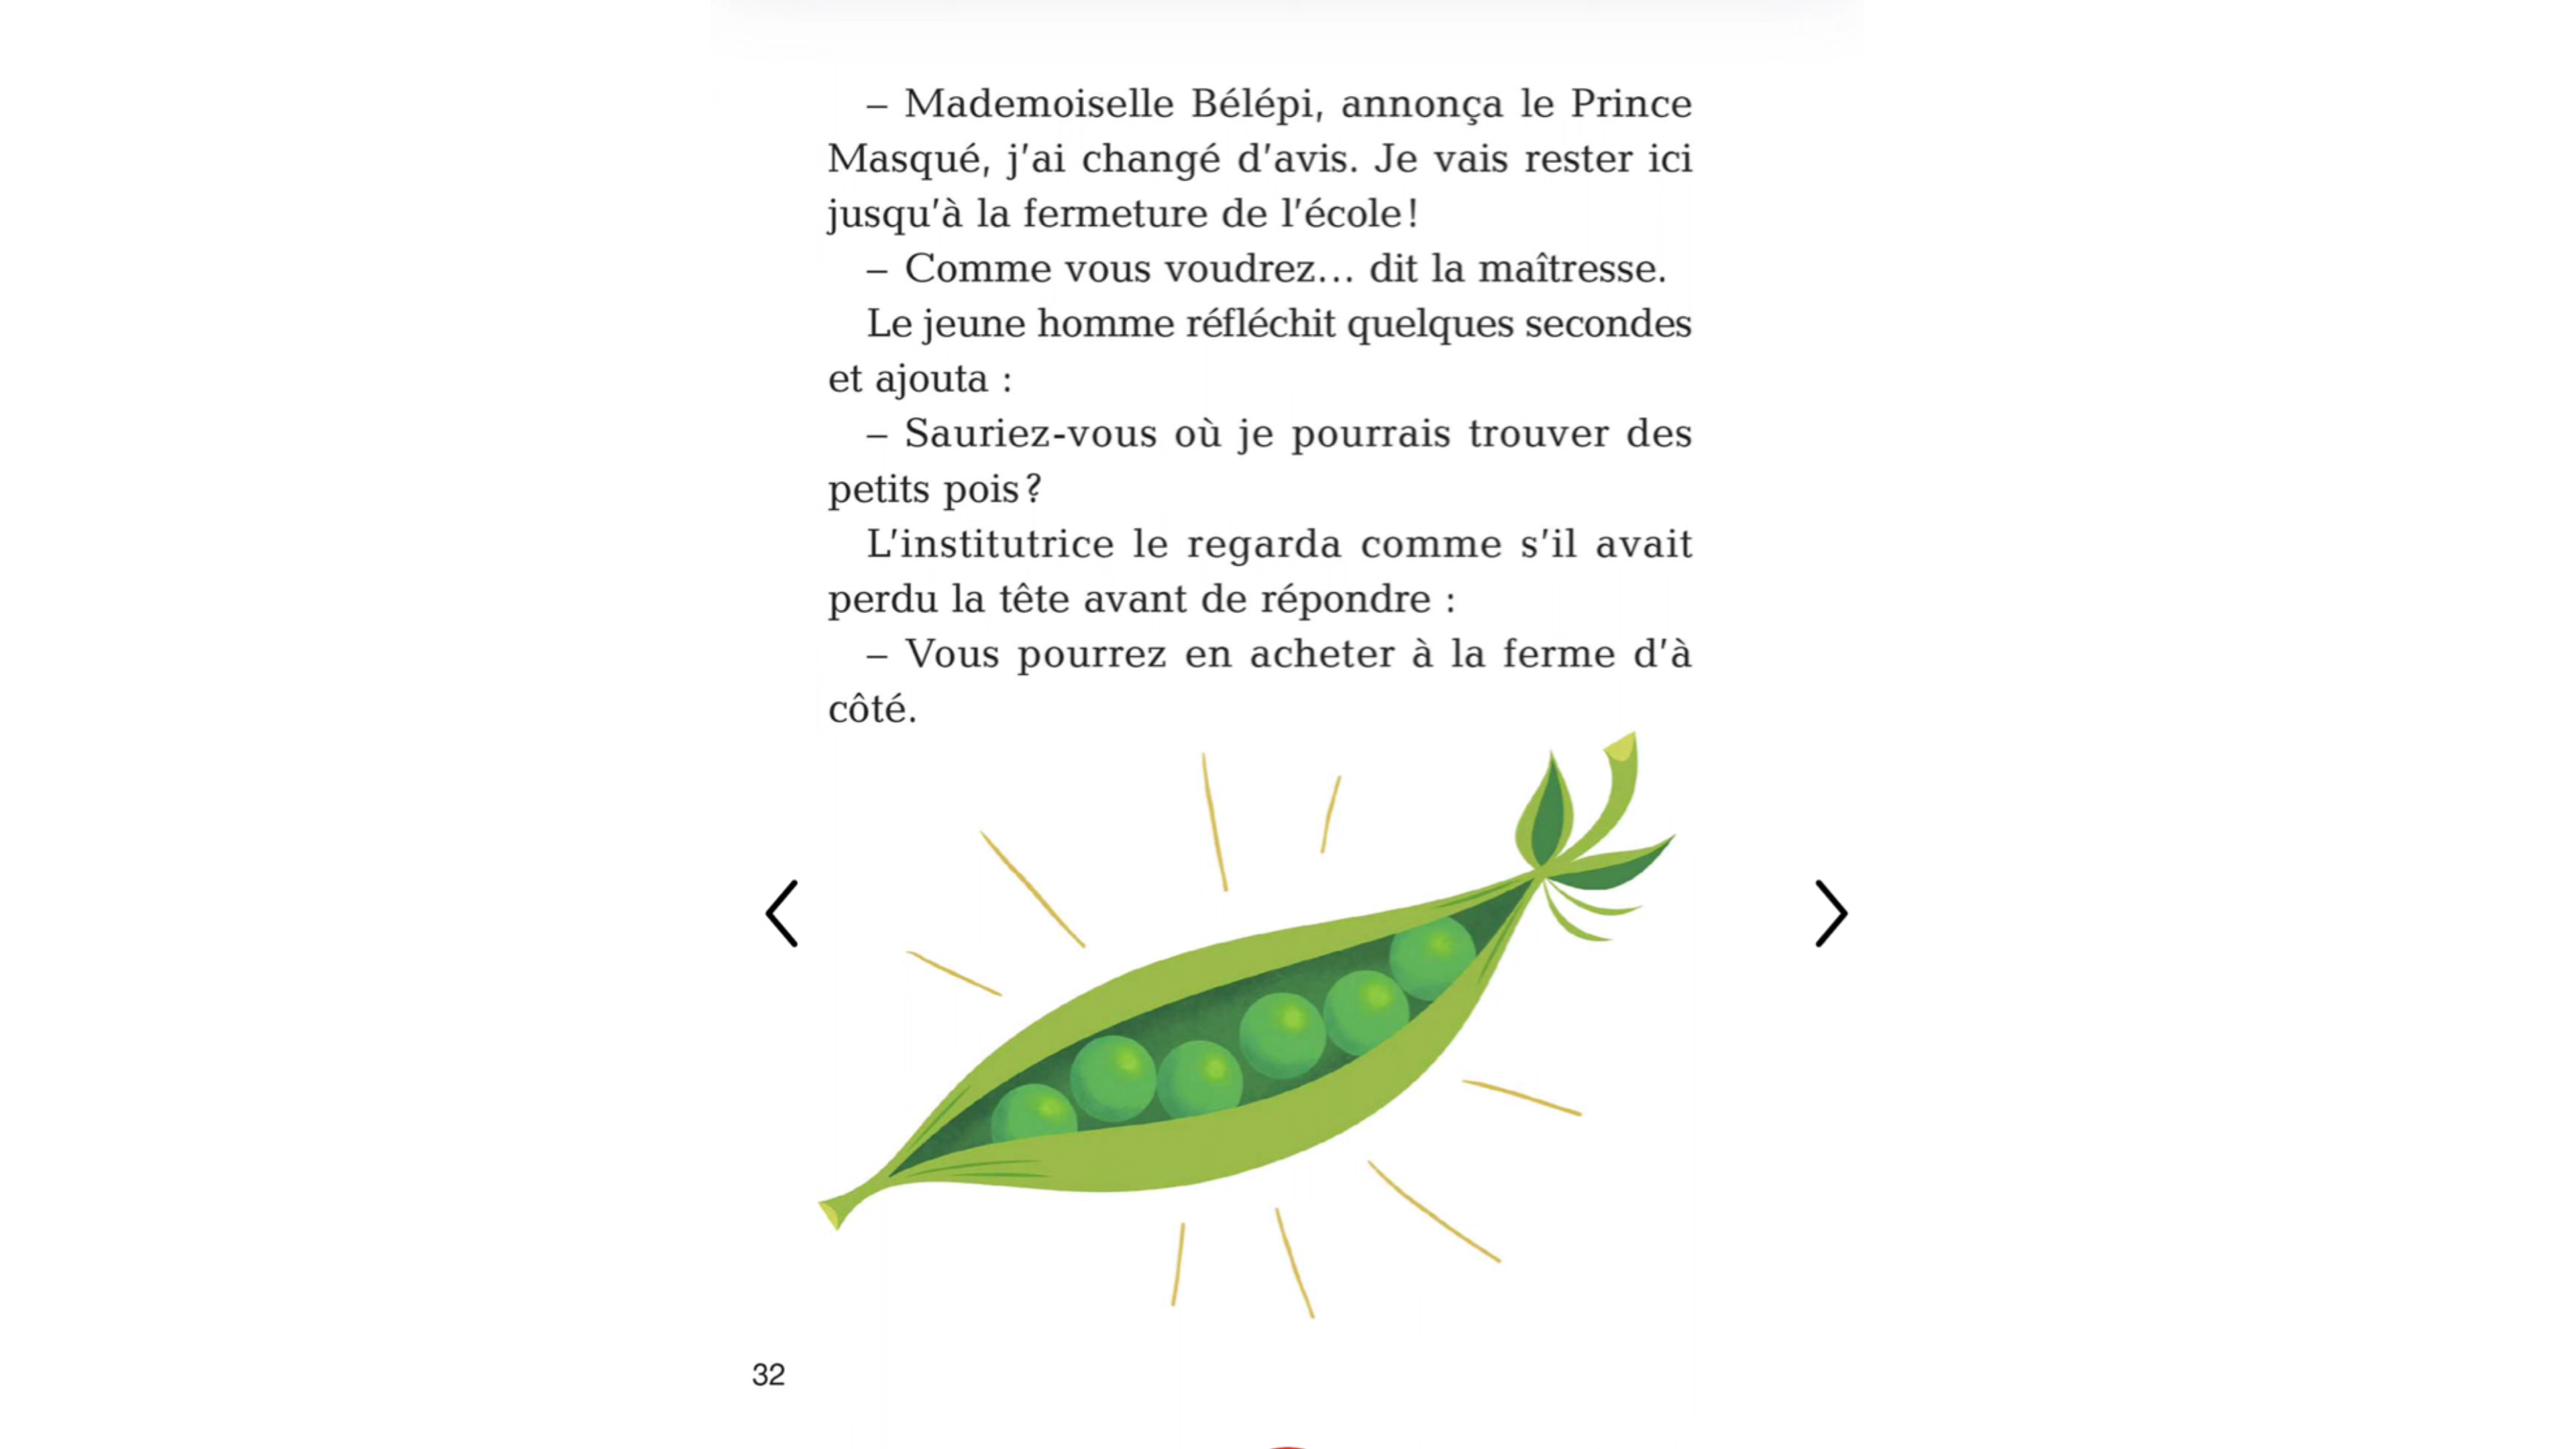 – Mademoiselle Bélépi, annonça le Prince
Masqué, j’ai changé d’avis. Je vais rester ici
jusqu’à la fermeture de l’école !
– Comme vous voudrez… dit la maîtresse.
Le jeune homme réfléchit quelques secondes
et ajouta :
– Sauriez-vous où je pourrais trouver des
petits pois ?
L’institutrice le regarda comme s’il avait
perdu la tête avant de répondre :
– Vous pourrez en acheter à la ferme d’à
côté.
32